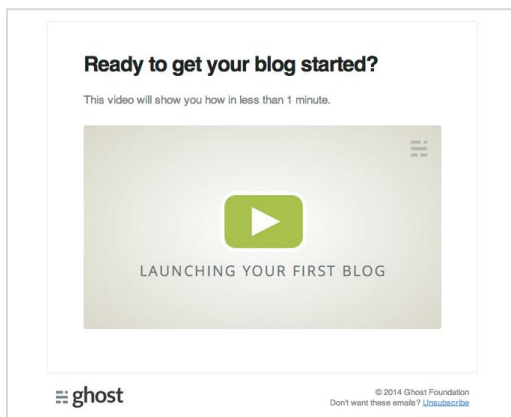 Ready to get your blog started?
This video will show you how in less than 1 minute.
LAUNCHING YOUR FIRST BLOG
ghost
© 2014 Ghost Foundation
Don't want these emails? Unsubscribe